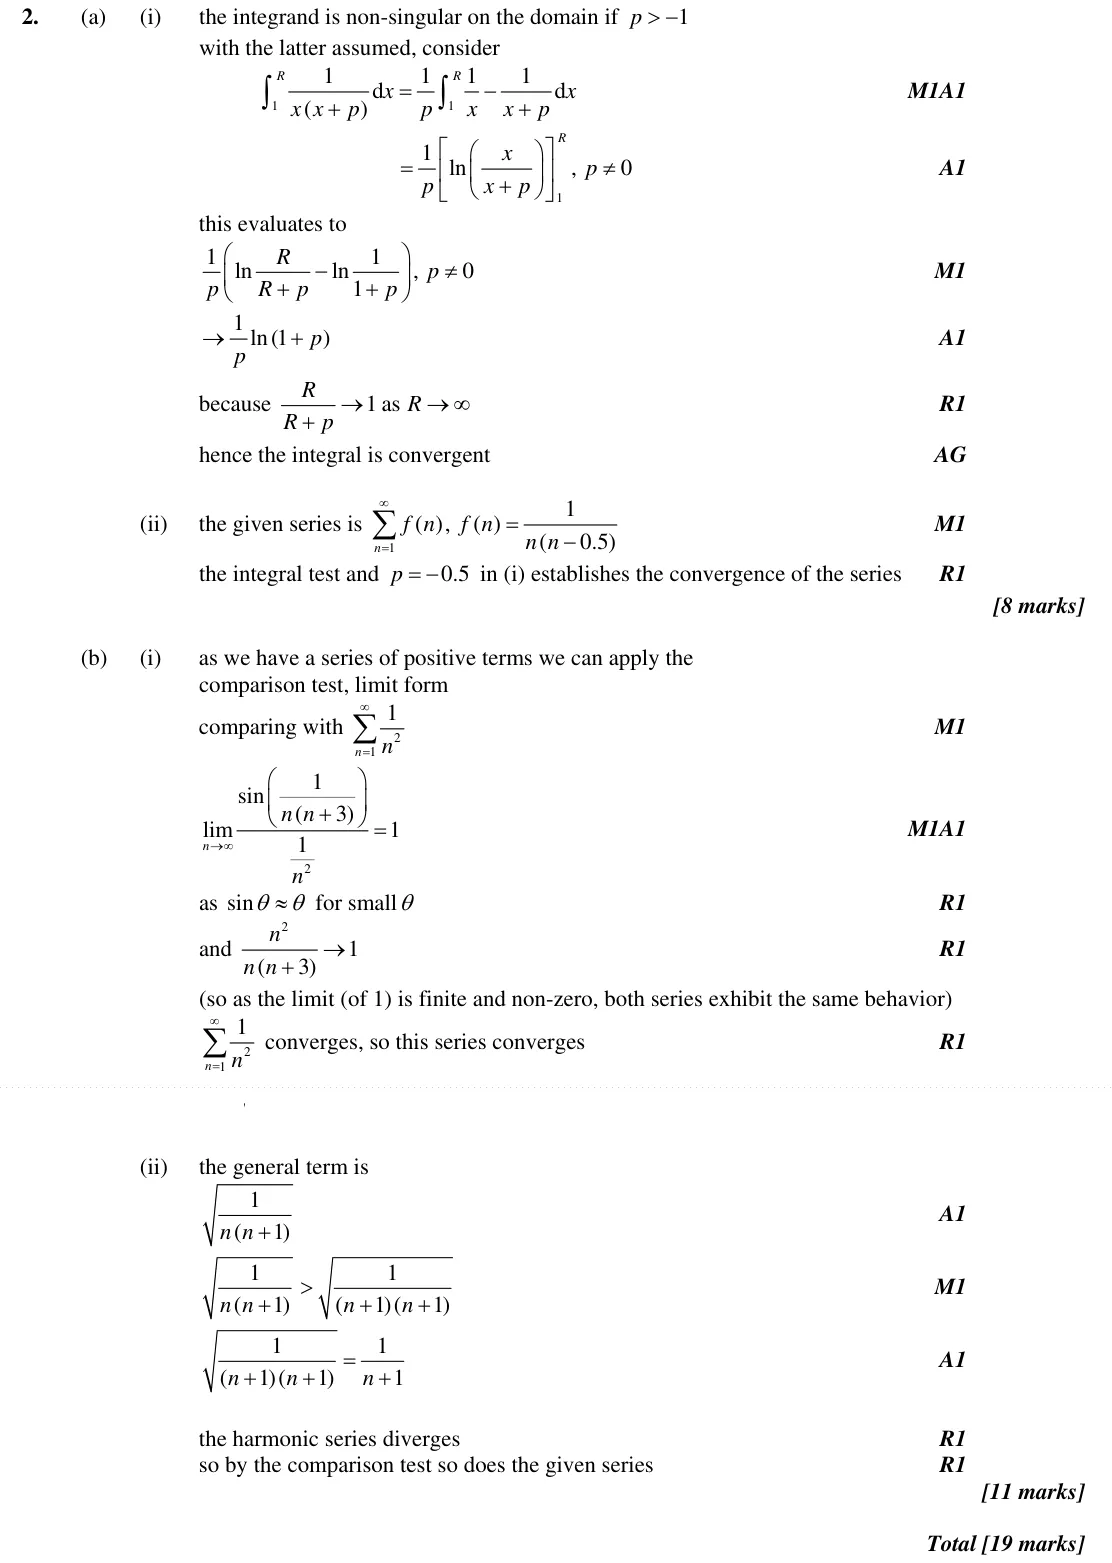 2. (a) (i) the integrand is non-singular on the domain if p > −1
with the latter assumed, consider
∫₁ᴿ 1/(x(x + p)) dx = 1/p ∫₁ᴿ 1/x − 1/(x + p) dx M1A1
= 1/p [ln(x/(x + p))]₁ᴿ, p ≠ 0 A1
this evaluates to
1/p (ln R/(R + p) − ln 1/(1 + p)), p ≠ 0 M1
→ 1/p ln(1 + p) A1
because R/(R + p) → 1 as R → ∞ R1
hence the integral is convergent AG
(ii) the given series is ∑_{n=1}^{∞} f(n), f(n) = 1/(n(n − 0.5)) M1
the integral test and p = −0.5 in (i) establishes the convergence of the series R1
[8 marks]
(b) (i) as we have a series of positive terms we can apply the
comparison test, limit form
comparing with ∑_{n=1}^{∞} 1/n² M1
lim_{n→∞} sin(1/(n(n + 3))) / (1/n²) = 1 M1A1
as sin θ ≈ θ for small θ R1
and n²/(n(n + 3)) → 1 R1
(so as the limit (of 1) is finite and non-zero, both series exhibit the same behavior)
∑_{n=1}^{∞} 1/n² converges, so this series converges R1
(ii) the general term is
√(1/(n(n + 1))) A1
√(1/(n(n + 1))) > √(1/((n + 1)(n + 1))) M1
√(1/((n + 1)(n + 1))) = 1/(n + 1) A1
the harmonic series diverges R1
so by the comparison test so does the given series R1
[11 marks]
Total [19 marks]